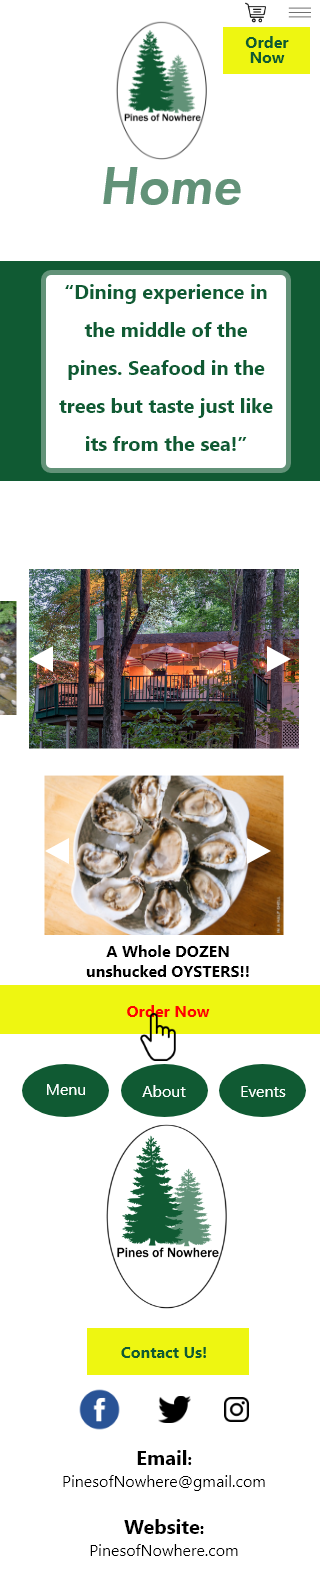 Order
Now
Pines of Nowhere
Home
“Dining experience in
the middle of the
pines. Seafood in the
trees but taste just like
its from the sea!”
A Whole DOZEN
unshucked OYSTERS!!
Order Now
Menu
About
Events
Pines of Nowhere
Contact Us!
Email:
PinesofNowhere@gmail.com
Website:
PinesofNowhere.com